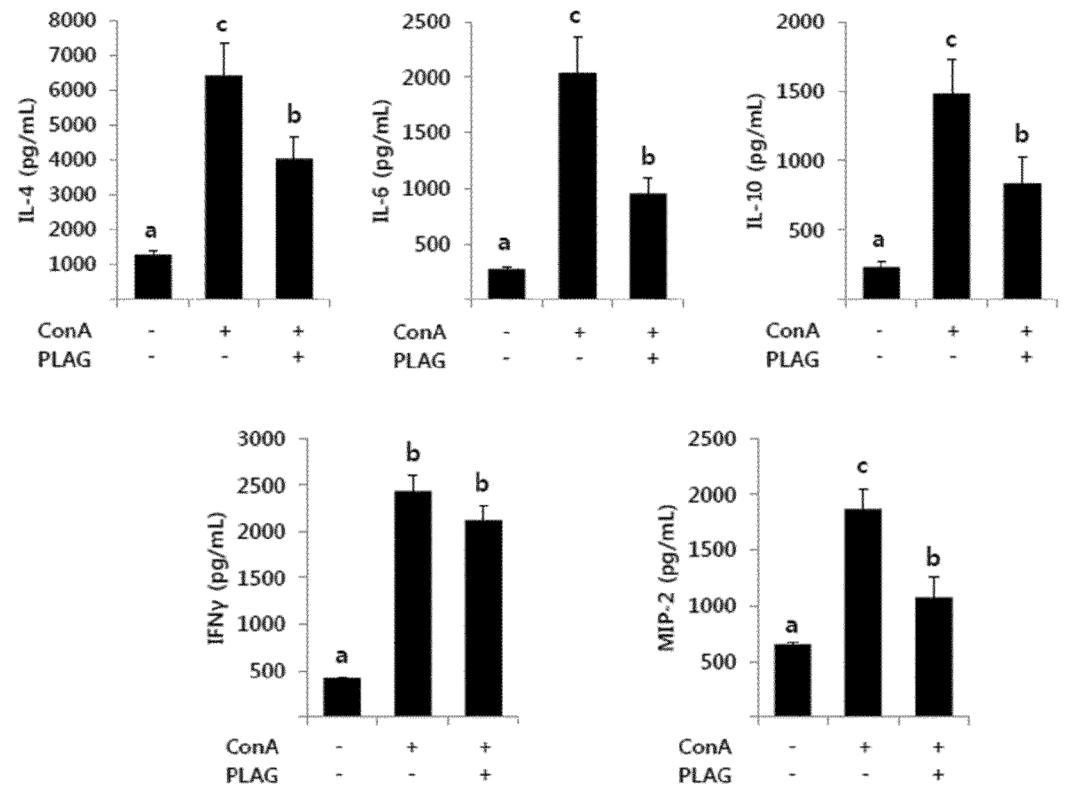 IL-4 (pg/mL)
8000
7000
6000
5000
4000
3000
2000
1000
a
c
b
ConA - + +
PLAG - - +
IL-6 (pg/mL)
2500
2000
1500
1000
500
a
c
b
ConA - + +
PLAG - - +
IL-10 (pg/mL)
2000
1500
1000
500
a
c
b
ConA - + +
PLAG - - +
IFNγ (pg/mL)
3000
2500
2000
1500
1000
500
a
b
b
ConA - + +
PLAG - - +
MIP-2 (pg/mL)
2500
2000
1500
1000
500
a
c
b
ConA - + +
PLAG - - +